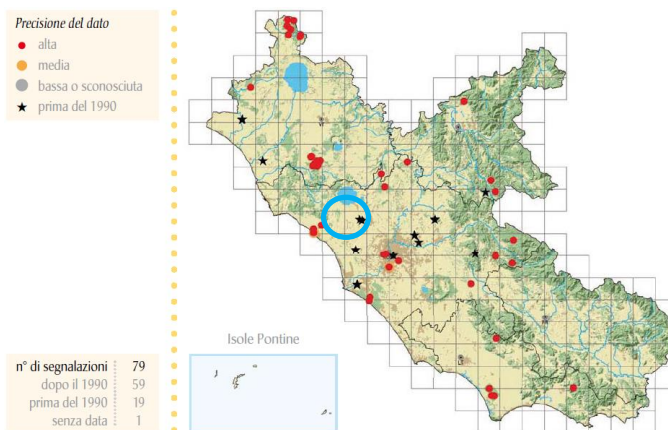 Precisione del dato
alta
media
bassa o sconosciuta
prima del 1990
Isole Pontine
n° di segnalazioni 79
dopo il 1990 59
prima del 1990 19
senza data 1